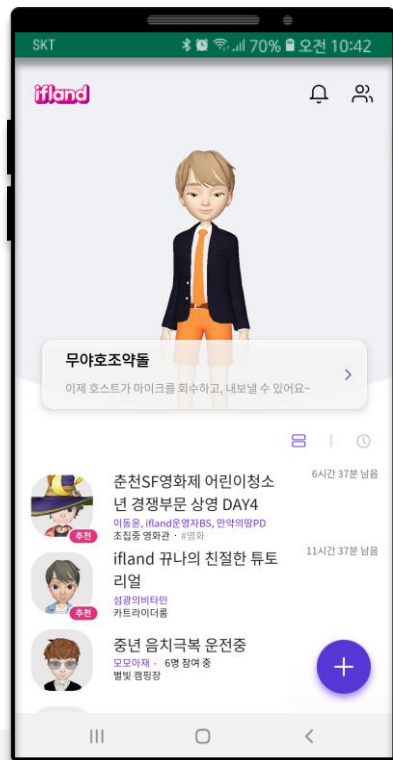 SKT 70% 오전 10:42
ifland
무야호조약돌
이제 호스트가 마이크를 회수하고, 내보낼 수 있어요~
춘천SF영화제 어린이청소
년 경쟁부문 상영 DAY4
6시간 37분 남음
이동윤, ifland운영자BS, 만약의땅PD
초집중 영화관 · #영화
추천
ifland 뀨나의 친절한 튜토
리얼
11시간 37분 남음
섬광의비타민
카트라이더룸
추천
중년 음치극복 운전중
모모아재 · 6명 참여 중
별빛 캠핑장